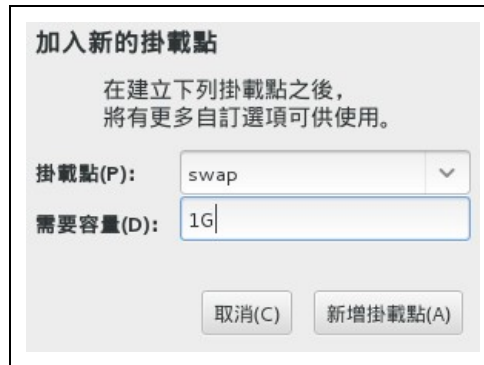 加入新的掛載點
在建立下列掛載點之後，
將有更多自訂選項可供使用。
掛載點(P): swap
需要容量(D): 1G
取消(C) 新增掛載點(A)